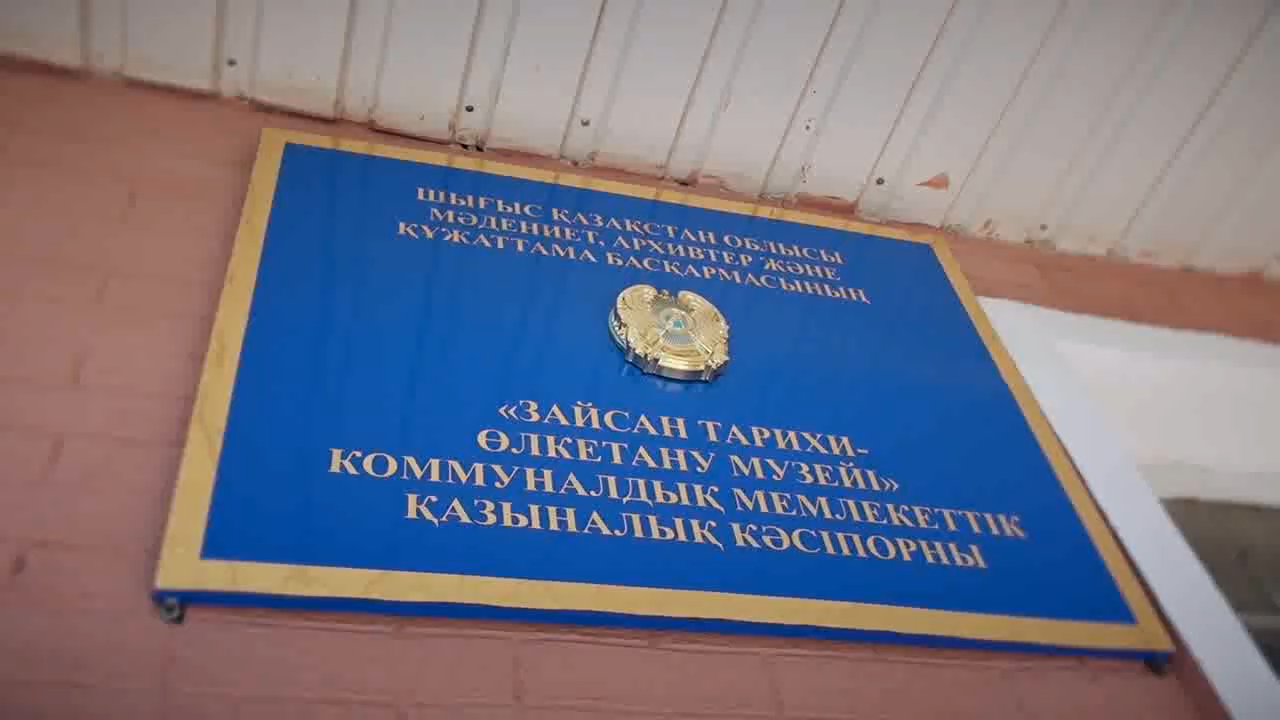 ШЫҒЫС ҚАЗАҚСТАН ОБЛЫСЫ
МӘДЕНИЕТ, АРХИВТЕР ЖӘНЕ
ҚҰЖАТТАМА БАСҚАРМАСЫНЫҢ
«ЗАЙСАН ТАРИХИ-
ӨЛКЕТАНУ МУЗЕЙІ»
КОММУНАЛДЫҚ МЕМЛЕКЕТТІК
ҚАЗЫНАЛЫҚ КӘСІПОРНЫ